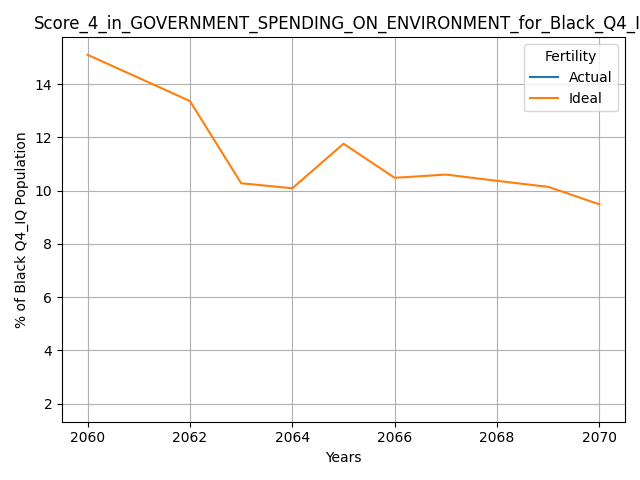 Score_4_in_GOVERNMENT_SPENDING_ON_ENVIRONMENT_for_Black_Q4_I
Fertility
Actual
Ideal
% of Black Q4_IQ Population
14
12
10
8
6
4
2
2060 2062 2064 2066 2068 2070
Years